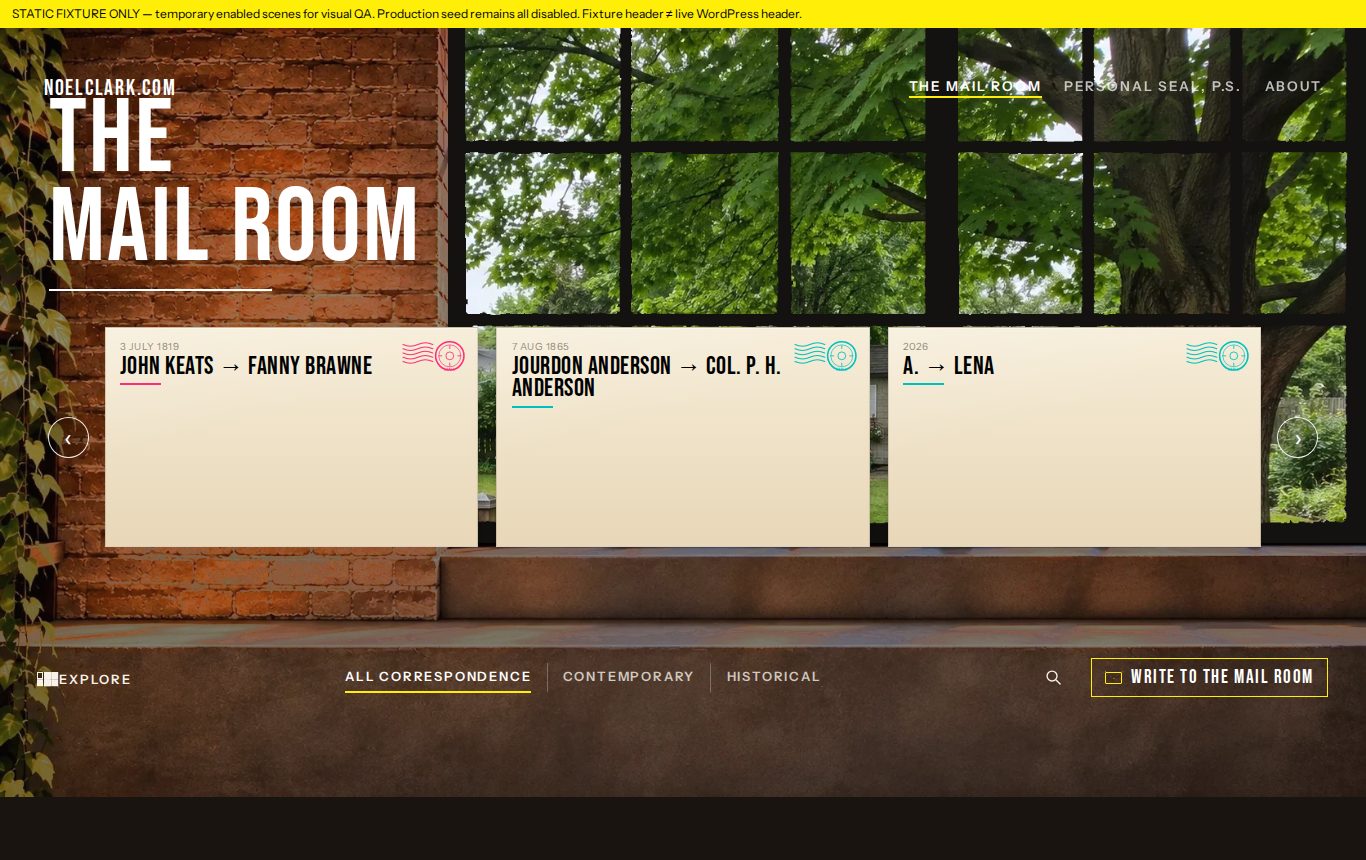 STATIC FIXTURE ONLY — temporary enabled scenes for visual QA. Production seed remains all disabled. Fixture header ≠ live WordPress header.
NOELCLARK.COM
THE MAIL ROOM
PERSONAL SEAL, P.S.
ABOUT
THE
MAIL ROOM
3 JULY 1819
JOHN KEATS → FANNY BRAWNE
7 AUG 1865
JOURDON ANDERSON → COL. P. H.
ANDERSON
2026
A. → LENA
‹
›
EXPLORE
ALL CORRESPONDENCE
CONTEMPORARY
HISTORICAL
WRITE TO THE MAIL ROOM